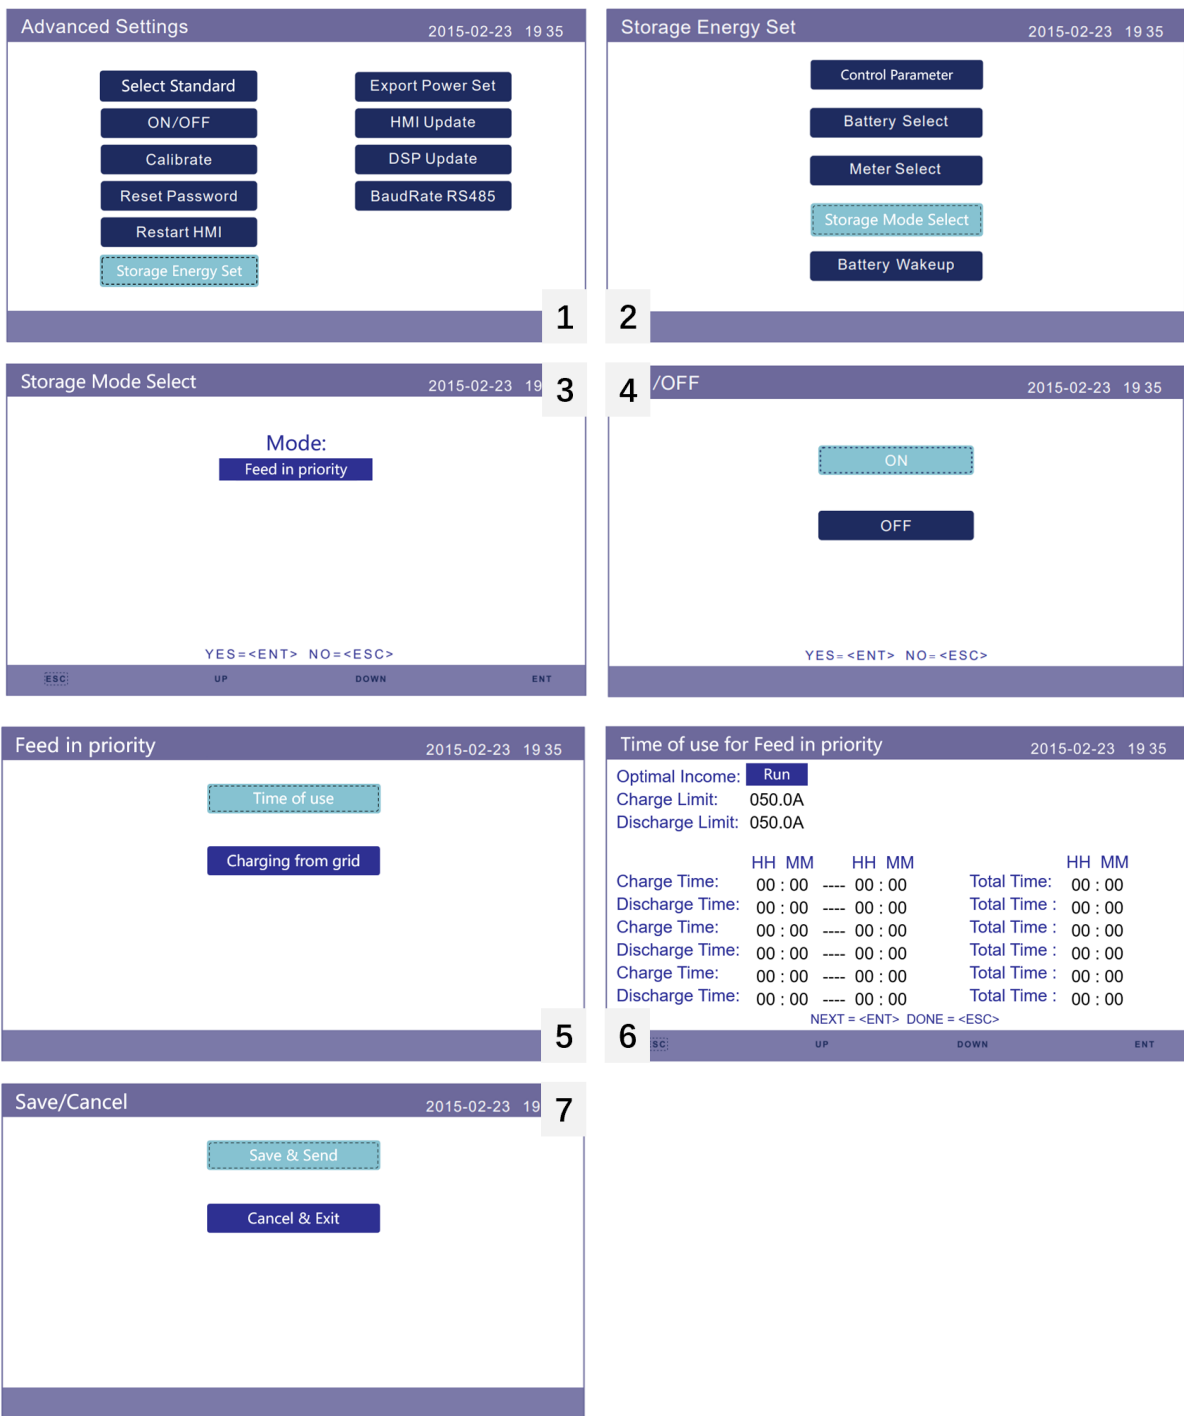 Advanced Settings 2015-02-23 19 35
Select Standard Export Power Set
ON/OFF HMI Update
Calibrate DSP Update
Reset Password BaudRate RS485
Restart HMI
Storage Energy Set
1
Storage Energy Set 2015-02-23 19 35
Control Parameter
Battery Select
Meter Select
Storage Mode Select
Battery Wakeup
2
Storage Mode Select 2015-02-23 19
3
Mode:
Feed in priority
YES=<ENT> NO=<ESC>
ESC UP DOWN ENT
4
/OFF 2015-02-23 19 35
ON
OFF
YES=<ENT> NO=<ESC>
Feed in priority 2015-02-23 19 35
Time of use
Charging from grid
5
Time of use for Feed in priority 2015-02-23 19 35
Optimal Income: Run
Charge Limit: 050.0A
Discharge Limit: 050.0A
HH MM HH MM HH MM
Charge Time: 00 : 00 ---- 00 : 00 Total Time: 00 : 00
Discharge Time: 00 : 00 ---- 00 : 00 Total Time : 00 : 00
Charge Time: 00 : 00 ---- 00 : 00 Total Time : 00 : 00
Discharge Time: 00 : 00 ---- 00 : 00 Total Time : 00 : 00
Charge Time: 00 : 00 ---- 00 : 00 Total Time : 00 : 00
Discharge Time: 00 : 00 ---- 00 : 00 Total Time : 00 : 00
NEXT = <ENT> DONE = <ESC>
6
SC UP DOWN ENT
Save/Cancel 2015-02-23 19
7
Save & Send
Cancel & Exit